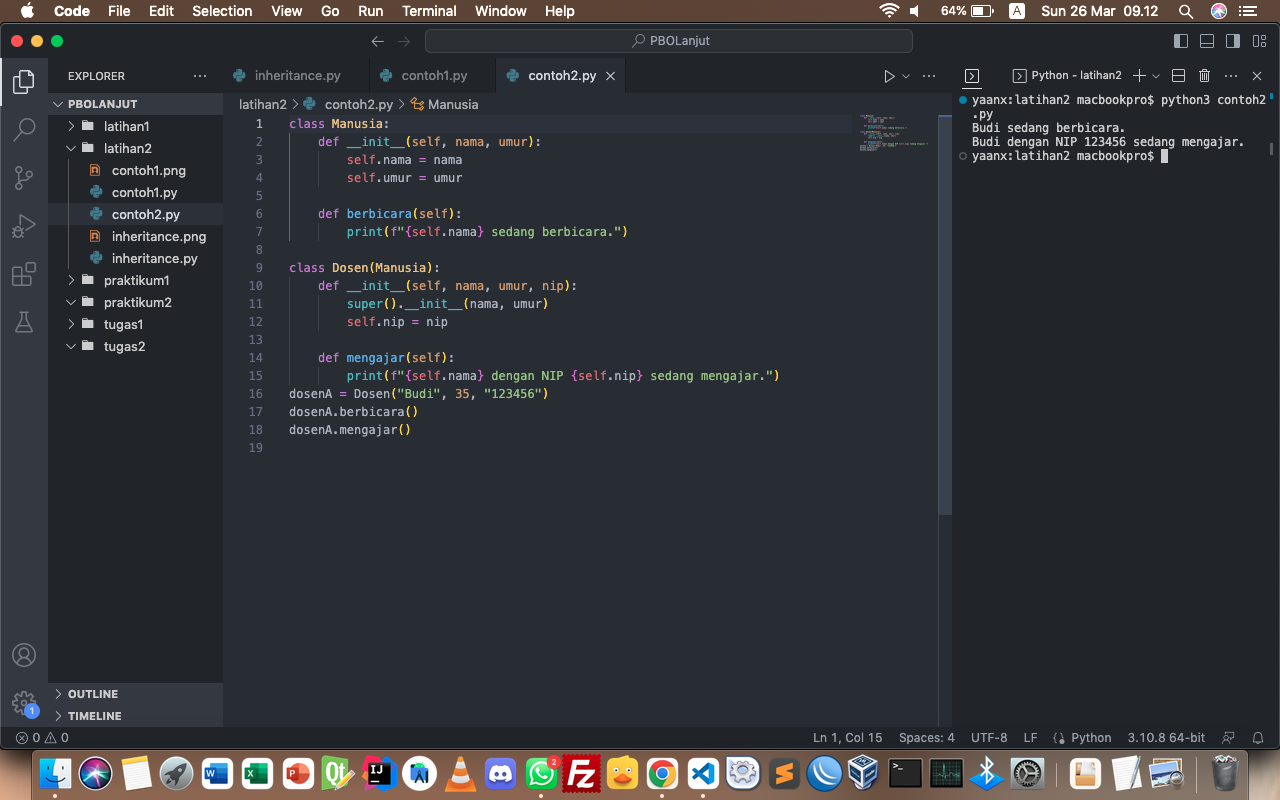 Code File Edit Selection View Go Run Terminal Window Help 64% A Sun 26 Mar 09.12
PBOLanjut
EXPLORER
PBOLANJUT
latihan1
latihan2
contoh1.png
contoh1.py
contoh2.py
inheritance.png
inheritance.py
praktikum1
praktikum2
tugas1
tugas2
OUTLINE
TIMELINE
inheritance.py contoh1.py contoh2.py
latihan2 > contoh2.py > Manusia
1 class Manusia:
2 def __init__(self, nama, umur):
3 self.nama = nama
4 self.umur = umur
5
6 def berbicara(self):
7 print(f"{self.nama} sedang berbicara.")
8
9 class Dosen(Manusia):
10 def __init__(self, nama, umur, nip):
11 super().__init__(nama, umur)
12 self.nip = nip
13
14 def mengajar(self):
15 print(f"{self.nama} dengan NIP {self.nip} sedang mengajar.")
16 dosenA = Dosen("Budi", 35, "123456")
17 dosenA.berbicara()
18 dosenA.mengajar()
19
Python - latihan2
yaanx:latihan2 macbookpro$ python3 contoh2
.py
Budi sedang berbicara.
Budi dengan NIP 123456 sedang mengajar.
yaanx:latihan2 macbookpro$
1
0 0 Ln 1, Col 15 Spaces: 4 UTF-8 LF Python 3.10.8 64-bit
W X P Qt IJ 2 FZ